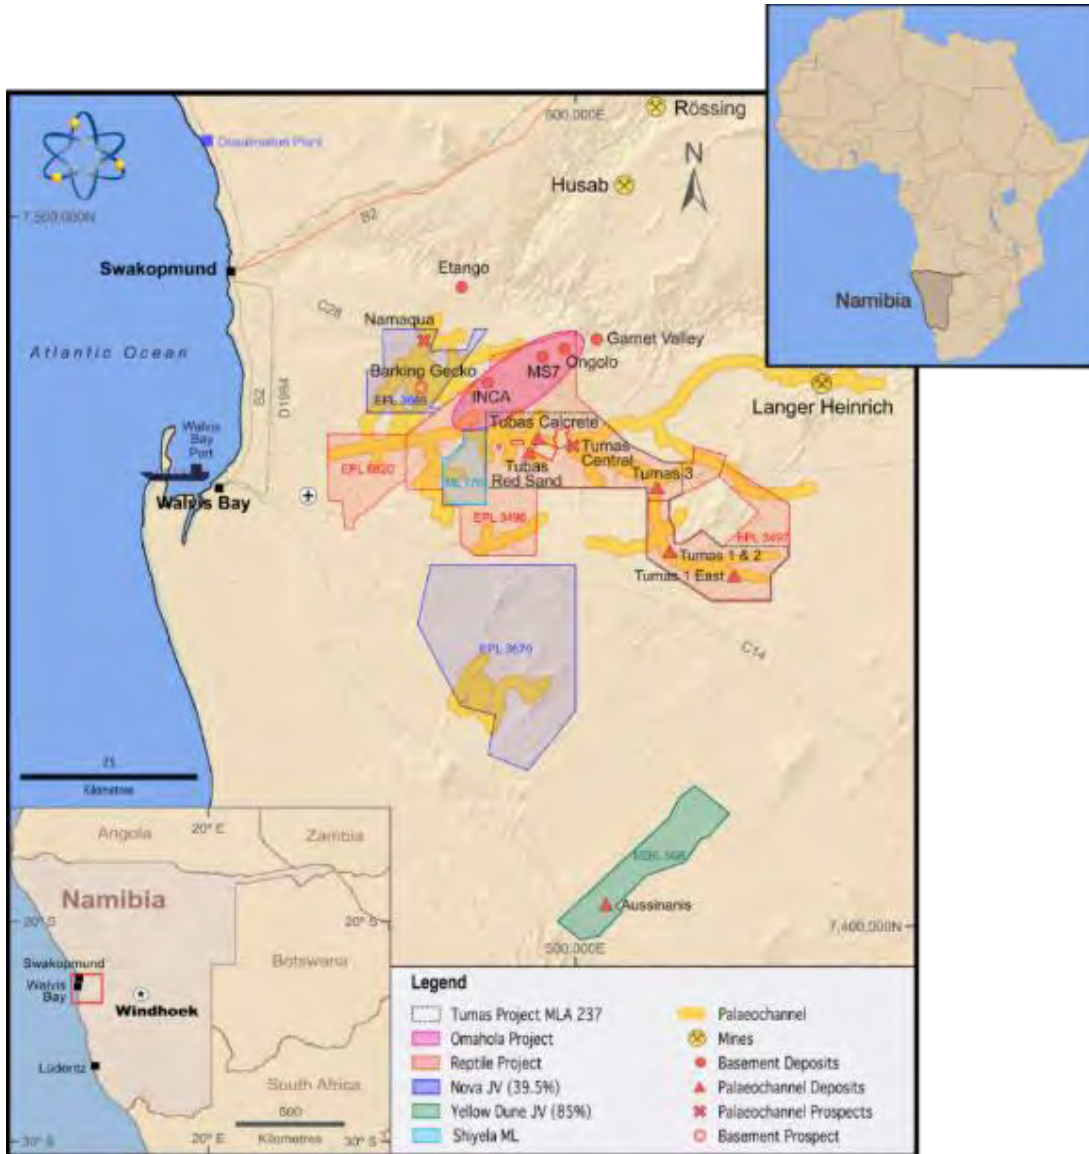 500,000E
Rössing
N
Husab
Desalination Plant
7,500,000N
B2
Swakopmund
Etango
C28
Namibia
Namaqua
Atlantic Ocean
Garnet Valley
Ongolo
MS7
Barking Gecko
INCA
B2
D1984
Langer Heinrich
Tubas Calcrete
Walvis
Bay
Port
Tumas
Central
Tubas
Red Sand
Tumas 3
Walvis Bay
EPL 3496
EPL 3497
Tumas 1 & 2
Tumas 1 East
C14
EPL 3670
Kilometres
Aussinanis
7,400,000N
500,000E
20° E
Angola
Zambia
Namibia
20° S
20° S
Botswana
Swakopmund
Walvis
Bay
Windhoek
Lüderitz
South Africa
500
Kilometres
30° S
20° E
30° S
Legend
Tumas Project MLA 237
Omahola Project
Reptile Project
Nova JV (39.5%)
Yellow Dune JV (85%)
Shiyela ML
Palaeochannel
Mines
Basement Deposits
Palaeochannel Deposits
Palaeochannel Prospects
Basement Prospect